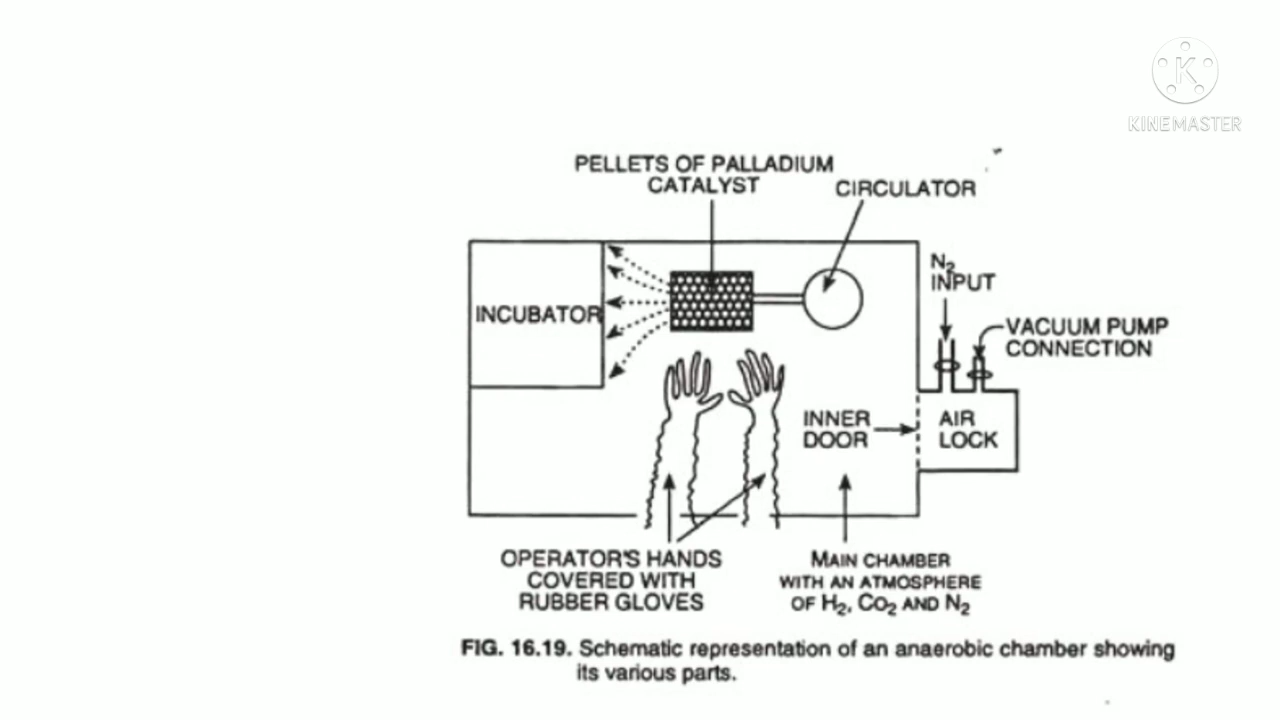 KINEMASTER
PELLETS OF PALLADIUM
CATALYST
CIRCULATOR
N2
INPUT
INCUBATOR
VACUUM PUMP
CONNECTION
INNER
DOOR
AIR
LOCK
OPERATOR'S HANDS
COVERED WITH
RUBBER GLOVES
MAIN CHAMBER
WITH AN ATMOSPHERE
OF H2, CO2 AND N2
FIG. 16.19. Schematic representation of an anaerobic chamber showing
its various parts.